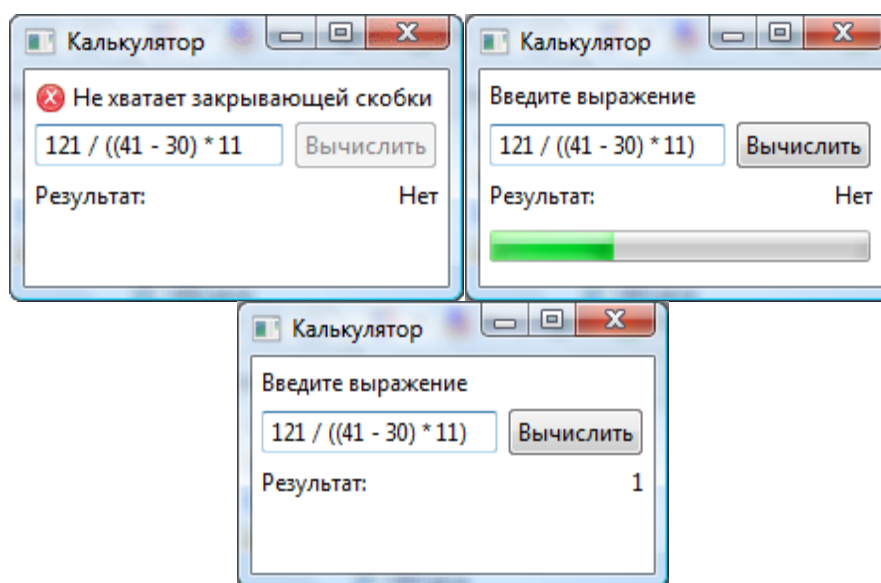 Калькулятор
Не хватает закрывающей скобки
121 / ((41 - 30) * 11
Вычислить
Результат:
Нет
Калькулятор
Введите выражение
121 / ((41 - 30) * 11)
Вычислить
Результат:
Нет
Калькулятор
Введите выражение
121 / ((41 - 30) * 11)
Вычислить
Результат:
1